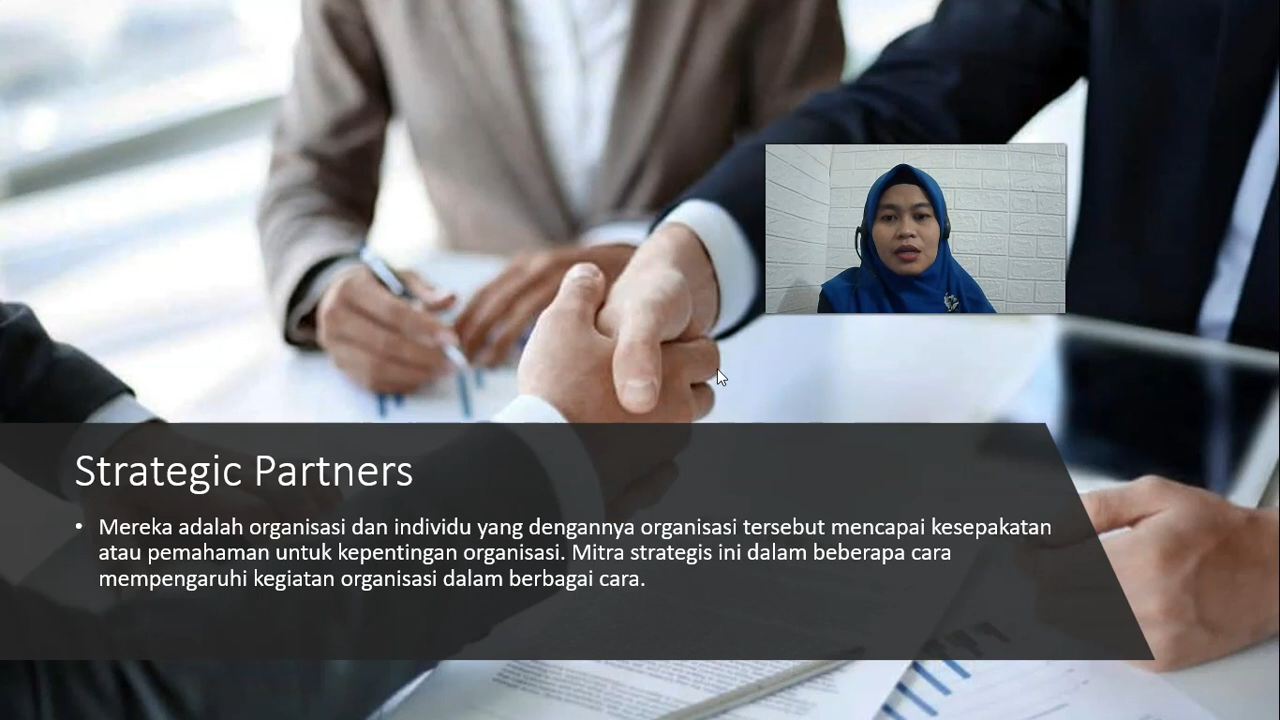 Strategic Partners
• Mereka adalah organisasi dan individu yang dengannya organisasi tersebut mencapai kesepakatan
atau pemahaman untuk kepentingan organisasi. Mitra strategis ini dalam beberapa cara
mempengaruhi kegiatan organisasi dalam berbagai cara.